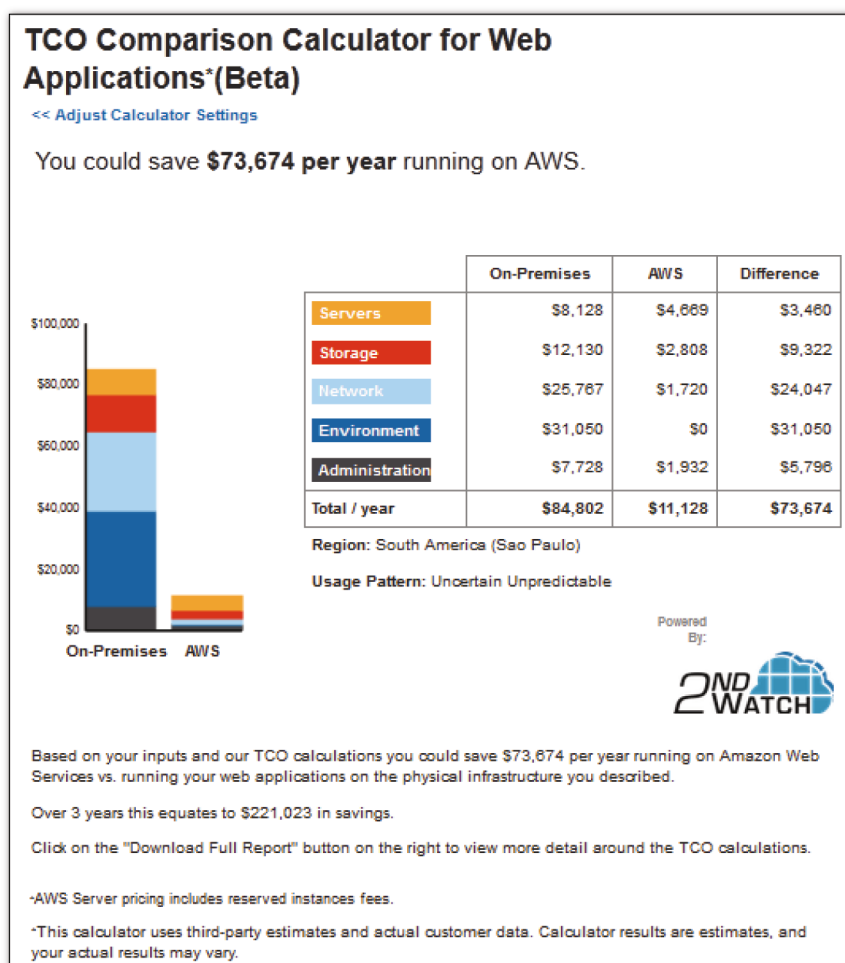 TCO Comparison Calculator for Web
Applications*(Beta)
<< Adjust Calculator Settings
You could save $73,674 per year running on AWS.
On-Premises AWS Difference
Servers $8,128 $4,669 $3,460
Storage $12,130 $2,808 $9,322
Network $25,767 $1,720 $24,047
Environment $31,050 $0 $31,050
Administration $7,728 $1,932 $5,796
Total / year $84,802 $11,128 $73,674
$100,000
$80,000
$60,000
$40,000
$20,000
$0
On-Premises AWS
Region: South America (Sao Paulo)
Usage Pattern: Uncertain Unpredictable
Powered
By:
2ND
WATCH
Based on your inputs and our TCO calculations you could save $73,674 per year running on Amazon Web
Services vs. running your web applications on the physical infrastructure you described.
Over 3 years this equates to $221,023 in savings.
Click on the "Download Full Report" button on the right to view more detail around the TCO calculations.
*AWS Server pricing includes reserved instances fees.
*This calculator uses third-party estimates and actual customer data. Calculator results are estimates, and
your actual results may vary.